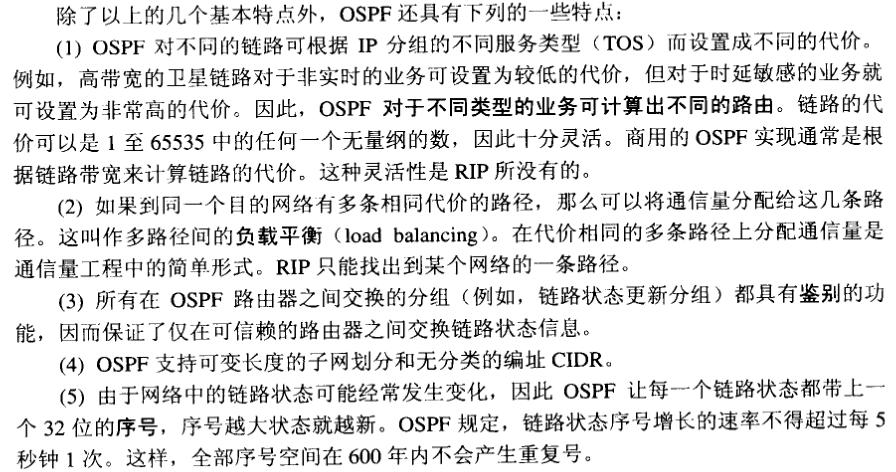 除了以上的几个基本特点外，OSPF 还具有下列的一些特点：
(1) OSPF 对不同的链路可根据 IP 分组的不同服务类型（TOS）而设置成不同的代价。
例如，高带宽的卫星链路对于非实时的业务可设置为较低的代价，但对于时延敏感的业务就
可设置为非常高的代价。因此，OSPF 对于不同类型的业务可计算出不同的路由。链路的代
价可以是 1 至 65535 中的任何一个无量纲的数，因此十分灵活。商用的 OSPF 实现通常是根
据链路带宽来计算链路的代价。这种灵活性是 RIP 所没有的。
(2) 如果到同一个目的网络有多条相同代价的路径，那么可以将通信量分配给这几条路
径。这叫作多路径间的负载平衡（load balancing）。在代价相同的多条路径上分配通信量是
通信量工程中的简单形式。RIP 只能找出到某个网络的一条路径。
(3) 所有在 OSPF 路由器之间交换的分组（例如，链路状态更新分组）都具有鉴别的功
能，因而保证了仅在可信赖的路由器之间交换链路状态信息。
(4) OSPF 支持可变长度的子网划分和无分类的编址 CIDR。
(5) 由于网络中的链路状态可能经常发生变化，因此 OSPF 让每一个链路状态都带上一
个 32 位的序号，序号越大状态就越新。OSPF 规定，链路状态序号增长的速率不得超过每 5
秒钟 1 次。这样，全部序号空间在 600 年内不会产生重复号。